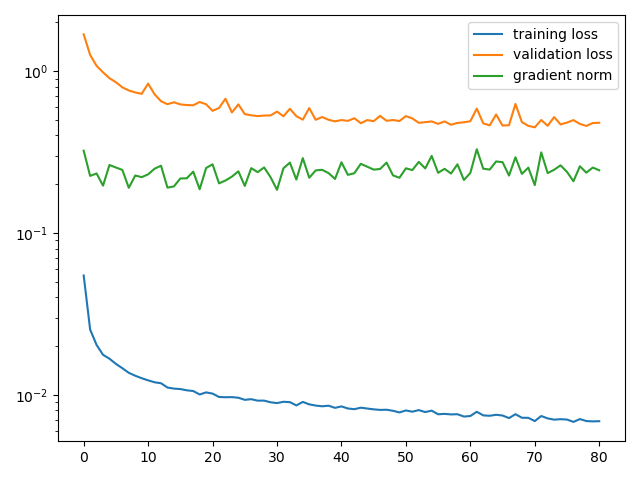 training loss
validation loss
gradient norm
10⁰
10⁻¹
10⁻²
0 10 20 30 40 50 60 70 80